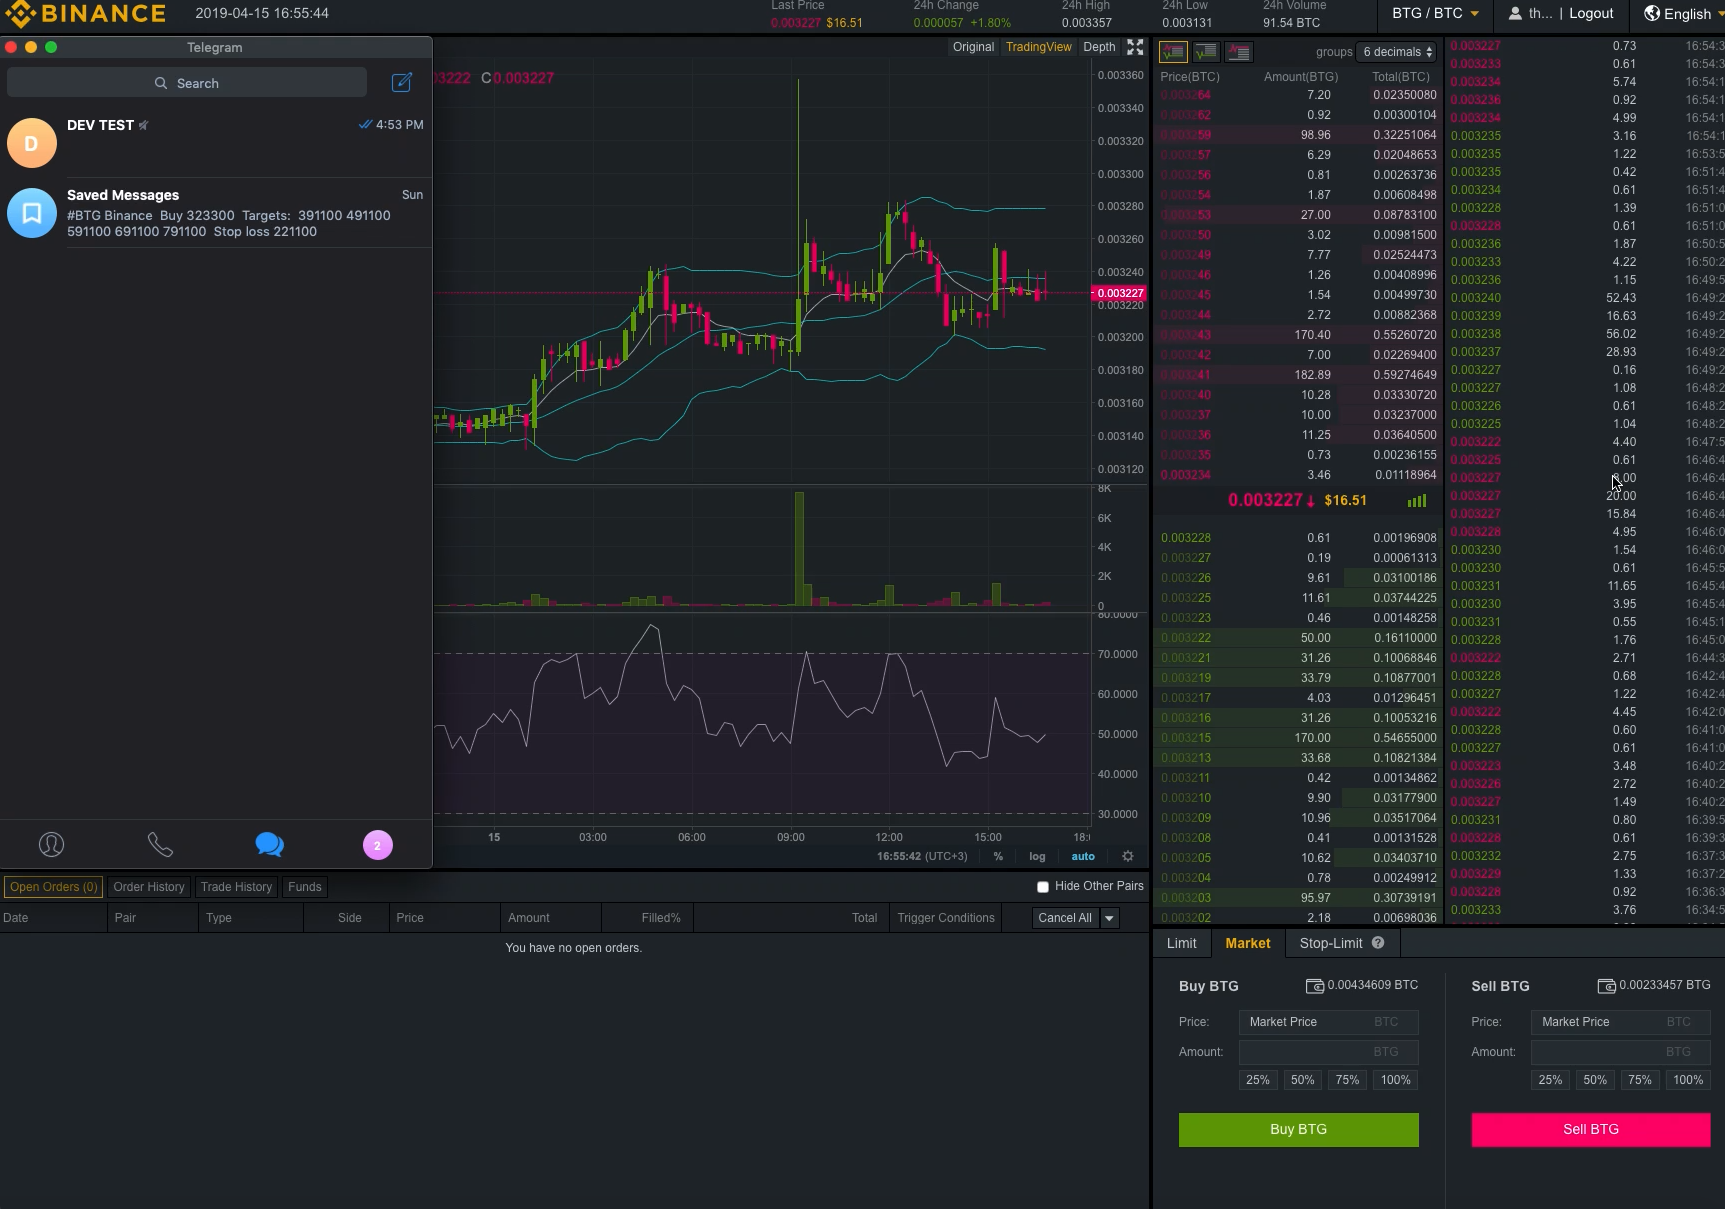 BINANCE
2019-04-15 16:55:44
Last Price
0.003227 $16.51
24h Change
0.000057 +1.80%
24h High
0.003357
24h Low
0.003131
24h Volume
91.54 BTC
BTG / BTC
th... | Logout
English
Telegram
Search
DEV TEST
4:53 PM
D
Saved Messages
Sun
#BTG Binance Buy 323300 Targets: 391100 491100
591100 691100 791100 Stop loss 221100
2
Original TradingView Depth
C0.003227
0.003360
0.003340
0.003320
0.003300
0.003280
0.003260
0.003240
0.003227
0.003220
0.003200
0.003180
0.003160
0.003140
0.003120
8K
6K
4K
2K
0
80.0000
70.0000
60.0000
50.0000
40.0000
30.0000
15 03:00 06:00 09:00 12:00 15:00
16:55:42 (UTC+3) % log auto
groups 6 decimals
Price(BTC) Amount(BTG) Total(BTC)
0.003264 7.20 0.02350080
0.003262 0.92 0.00300104
0.003259 98.96 0.32251064
0.003257 6.29 0.02048653
0.003256 0.81 0.00263736
0.003254 1.87 0.00608498
0.003253 27.00 0.08783100
0.003250 3.02 0.00981500
0.003249 7.77 0.02524473
0.003246 1.26 0.00408996
0.003245 1.54 0.00499730
0.003244 2.72 0.00882368
0.003243 170.40 0.55260720
0.003242 7.00 0.02269400
0.003241 182.89 0.59274649
0.003240 10.28 0.03330720
0.003237 10.00 0.03237000
0.003236 11.25 0.03640500
0.003235 0.73 0.00236155
0.003234 3.46 0.01118964
0.003227↓ $16.51
0.003228 0.61 0.00196908
0.003227 0.19 0.00061313
0.003226 9.61 0.03100186
0.003225 11.61 0.03744225
0.003223 0.46 0.00148258
0.003222 50.00 0.16110000
0.003221 31.26 0.10068846
0.003219 33.79 0.10877001
0.003217 4.03 0.01296451
0.003216 31.26 0.10053216
0.003215 170.00 0.54655000
0.003213 33.68 0.10821384
0.003211 0.42 0.00134862
0.003210 9.90 0.03177900
0.003209 10.96 0.03517064
0.003208 0.41 0.00131528
0.003205 10.62 0.03403710
0.003204 0.78 0.00249912
0.003203 95.97 0.30739191
0.003202 2.18 0.00698036
0.003227 0.73 16:54:3
0.003233 0.61 16:54:3
0.003234 5.74 16:54:1
0.003236 0.92 16:54:1
0.003234 4.99 16:54:1
0.003235 3.16 16:54:1
0.003235 1.22 16:53:5
0.003235 0.42 16:51:4
0.003234 0.61 16:51:4
0.003228 1.39 16:51:0
0.003228 0.61 16:51:0
0.003236 1.87 16:50:5
0.003233 4.22 16:50:2
0.003236 1.15 16:49:5
0.003240 52.43 16:49:2
0.003239 16.63 16:49:2
0.003238 56.02 16:49:2
0.003237 28.93 16:49:2
0.003227 0.16 16:49:2
0.003227 1.08 16:48:2
0.003226 0.61 16:48:2
0.003225 1.04 16:48:2
0.003222 4.40 16:47:5
0.003225 0.61 16:46:4
0.003227 16:46:4
0.003227 20.00 16:46:4
0.003227 15.84 16:46:4
0.003228 4.95 16:46:0
0.003230 1.54 16:46:0
0.003230 0.61 16:45:5
0.003231 11.65 16:45:4
0.003230 3.95 16:45:4
0.003231 0.55 16:45:1
0.003228 1.76 16:45:0
0.003222 2.71 16:44:3
0.003228 0.68 16:42:4
0.003227 1.22 16:42:4
0.003222 4.45 16:42:0
0.003228 0.60 16:41:0
0.003227 0.61 16:41:0
0.003223 3.48 16:40:2
0.003226 2.72 16:40:2
0.003227 1.49 16:40:2
0.003231 0.80 16:39:5
0.003228 0.61 16:39:3
0.003232 2.75 16:37:3
0.003229 1.33 16:37:2
0.003228 0.92 16:36:3
0.003233 3.76 16:34:5
Open Orders (0) Order History Trade History Funds
Hide Other Pairs
Date Pair Type Side Price Amount Filled% Total Trigger Conditions Cancel All
You have no open orders.
Limit Market Stop-Limit ?
Buy BTG 0.00434609 BTC
Price: Market Price BTC
Amount: BTG
25% 50% 75% 100%
Buy BTG
Sell BTG 0.00233457 BTG
Price: Market Price BTC
Amount: BTG
25% 50% 75% 100%
Sell BTG